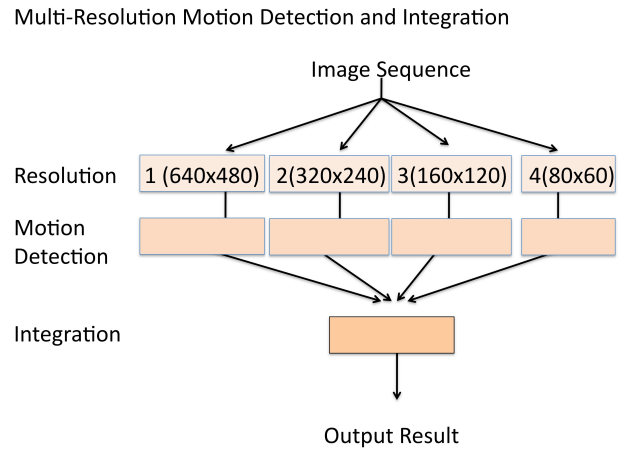 Multi-Resolution Motion Detection and Integration
Image Sequence
Resolution
1 (640x480)
2(320x240)
3(160x120)
4(80x60)
Motion
Detection
Integration
Output Result